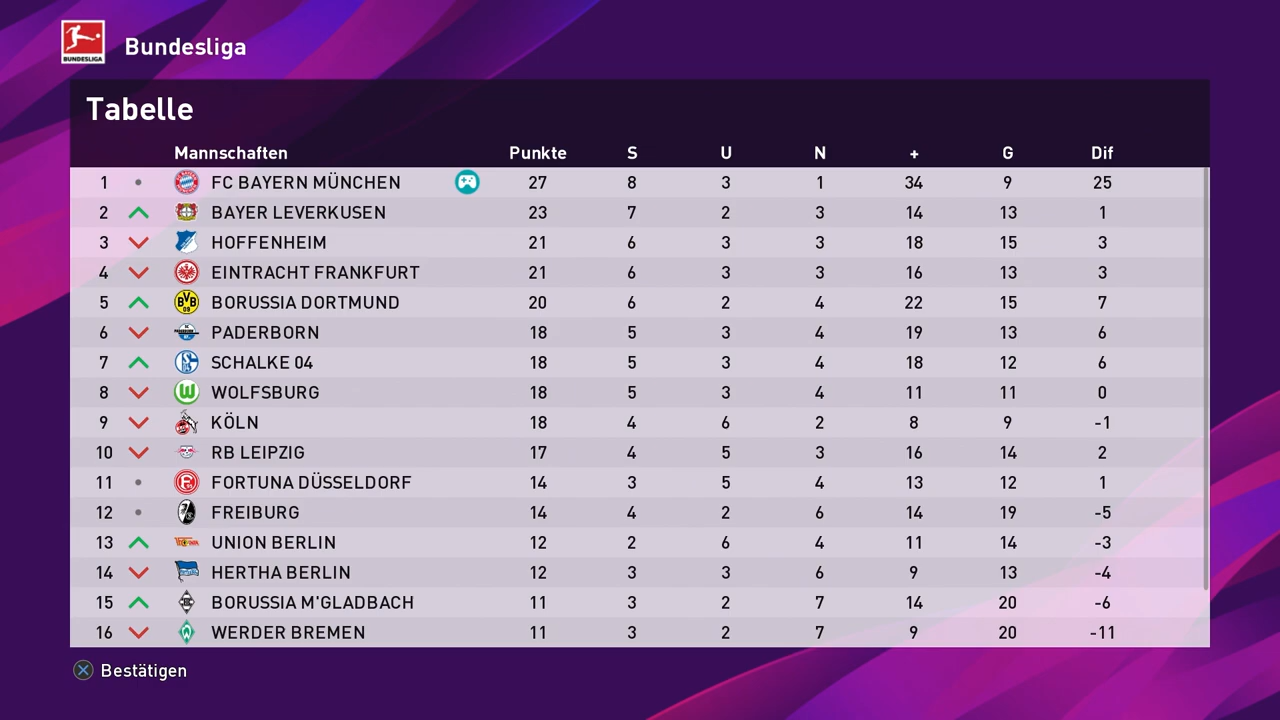 BUNDESLIGA
Bundesliga
Tabelle
Mannschaften Punkte S U N + G Dif
1 FC BAYERN MÜNCHEN 27 8 3 1 34 9 25
2 BAYER LEVERKUSEN 23 7 2 3 14 13 1
3 HOFFENHEIM 21 6 3 3 18 15 3
4 EINTRACHT FRANKFURT 21 6 3 3 16 13 3
5 BVB 09 BORUSSIA DORTMUND 20 6 2 4 22 15 7
6 PADERBORN 18 5 3 4 19 13 6
7 SCHALKE 04 18 5 3 4 18 12 6
8 WOLFSBURG 18 5 3 4 11 11 0
9 KÖLN 18 4 6 2 8 9 -1
10 RB LEIPZIG 17 4 5 3 16 14 2
11 FORTUNA DÜSSELDORF 14 3 5 4 13 12 1
12 FREIBURG 14 4 2 6 14 19 -5
13 UNION BERLIN 12 2 6 4 11 14 -3
14 HERTHA BERLIN 12 3 3 6 9 13 -4
15 BORUSSIA M'GLADBACH 11 3 2 7 14 20 -6
16 WERDER BREMEN 11 3 2 7 9 20 -11
Bestätigen